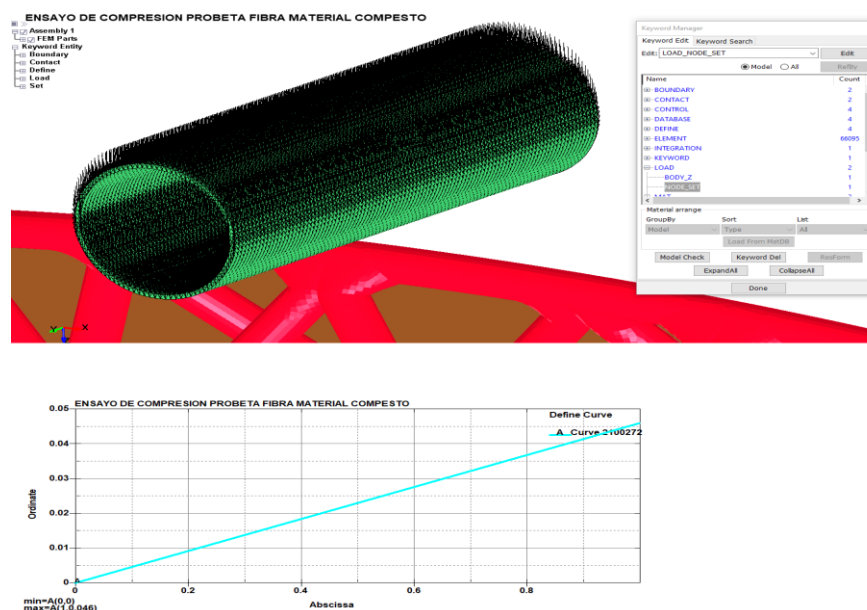 ENSAYO DE COMPRESION PROBETA FIBRA MATERIAL COMPESTO
Assembly 1
FEM Parts
Keyword Entity
Boundary
Contact
Define
Load
Set
Y
X
Keyword Manager
Keyword Edit Keyword Search
Edit: LOAD_NODE_SET Edit
Model All RefBy
Name Count
BOUNDARY 2
CONTACT 2
CONTROL 4
DATABASE 4
DEFINE 4
ELEMENT 66095
INTEGRATION 1
KEYWORD 1
LOAD 2
BODY_Z 1
NODE_SET 1
Material arrange
GroupBy Sort List
Model Type All
Load From MatDB
Model Check Keyword Del ResForm
ExpandAll CollapseAll
Done
ENSAYO DE COMPRESION PROBETA FIBRA MATERIAL COMPESTO
Define Curve
A Curve 2100272
0.05
0.04
0.03
0.02
0.01
0
Ordinate
A
0 0.2 0.4 0.6 0.8
min=A(0,0)
max=A(1,0.046)
Abscissa